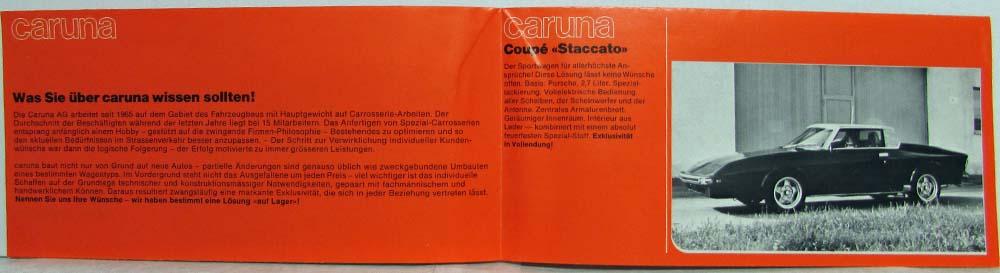 caruna
Was Sie über caruna wissen sollten!
Die Caruna AG arbeitet seit 1965 auf dem Gebiet des Fahrzeugbaus mit Hauptgewicht auf Carrosserie-Arbeiten. Der
Durchschnitt der Beschäftigten während der letzten Jahre liegt bei 15 Mitarbeitern. Das Anfertigen von Spezial-Carrosserien
entsprang anfänglich einem Hobby – gestützt auf die zwingende Firmen-Philosophie – Bestehendes zu optimieren und so
den aktuellen Bedürfnissen im Strassenverkehr besser anzupassen. – Der Schritt zur Verwirklichung individueller Kunden-
wünsche war dann die logische Folgerung – der Erfolg motivierte zu immer grösseren Leistungen.
caruna baut nicht nur von Grund auf neue Autos – partielle Änderungen sind genauso üblich wie zweckgebundene Umbauten
eines bestimmten Wagentyps. Im Vordergrund steht nicht das Ausgefallene um jeden Preis – viel wichtiger ist das individuelle
Schaffen auf der Grundlage technischer und konstruktionsmässiger Notwendigkeiten, gepaart mit fachmännischem und
handwerklichem Können. Daraus resultiert zwangsläufig eine markante Exklusivität, die sich in jeder Beziehung vertreten lässt.
Nennen Sie uns Ihre Wünsche – wir haben bestimmt eine Lösung «auf Lager»!
caruna
Coupé «Staccato»
Der Sportwagen für allerhöchste An-
sprüche! Diese Lösung lässt keine Wünsche
offen. Basis: Porsche, 2,7 Liter. Spezial-
lackierung. Vollelektrische Bedienung
aller Scheiben, der Scheinwerfer und der
Antenne. Zentrales Armaturenbrett.
Geräumiger Innenraum. Interieur aus
Leder — kombiniert mit einem absolut
feuerfesten Spezial-Stoff. Exklusivität
in Vollendung!